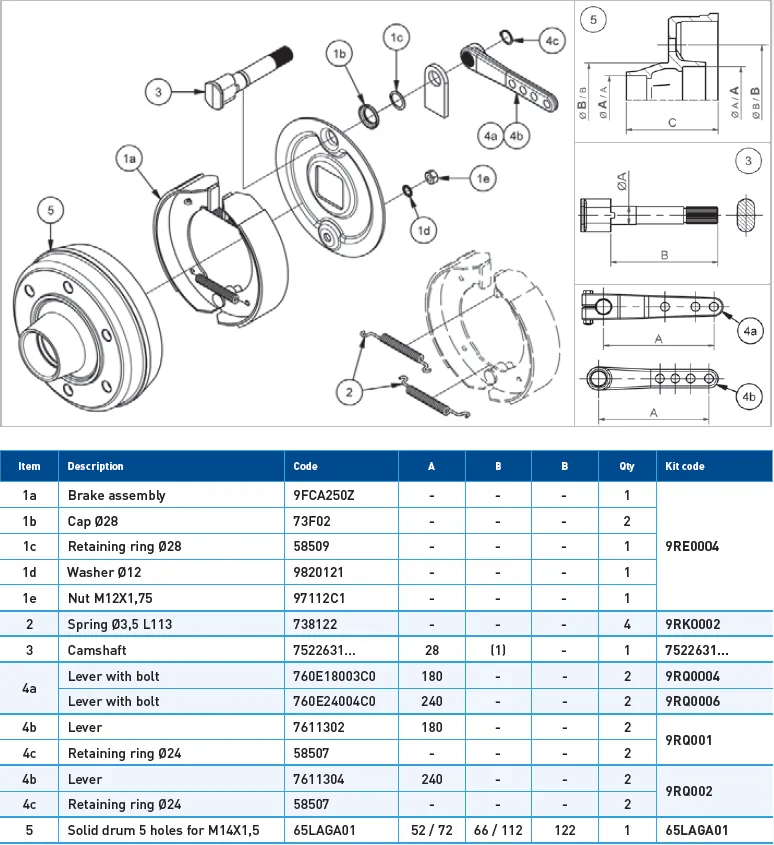 1c
4c
1b
3
4a 4b
1a
1e
5
1d
2
5
Ø B / B
Ø A / A
Ø A / A
Ø B / B
C
3
ØA
B
4a
A
4b
A
Item Description Code A B B Qty Kit code
1a Brake assembly 9FCA250Z - - - 1
1b Cap Ø28 73F02 - - - 2
1c Retaining ring Ø28 58509 - - - 1 9RE0004
1d Washer Ø12 9820121 - - - 1
1e Nut M12X1,75 97112C1 - - - 1
2 Spring Ø3,5 L113 738122 - - - 4 9RK0002
3 Camshaft 7522631... 28 (1) - 1 7522631...
4a Lever with bolt 760E18003C0 180 - - 2 9RQ0004
Lever with bolt 760E24004C0 240 - - 2 9RQ0006
4b Lever 7611302 180 - - 2 9RQ001
4c Retaining ring Ø24 58507 - - - 2
4b Lever 7611304 240 - - 2 9RQ002
4c Retaining ring Ø24 58507 - - - 2
5 Solid drum 5 holes for M14X1,5 65LAGA01 52 / 72 66 / 112 122 1 65LAGA01